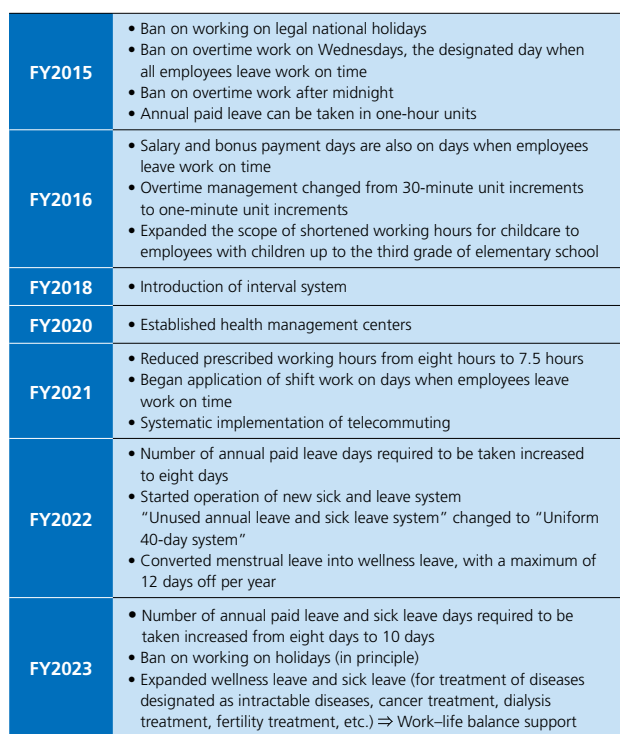 FY2015
• Ban on working on legal national holidays
• Ban on overtime work on Wednesdays, the designated day when
all employees leave work on time
• Ban on overtime work after midnight
• Annual paid leave can be taken in one-hour units
FY2016
• Salary and bonus payment days are also on days when employees
leave work on time
• Overtime management changed from 30-minute unit increments
to one-minute unit increments
• Expanded the scope of shortened working hours for childcare to
employees with children up to the third grade of elementary school
FY2018
• Introduction of interval system
FY2020
• Established health management centers
FY2021
• Reduced prescribed working hours from eight hours to 7.5 hours
• Began application of shift work on days when employees leave
work on time
• Systematic implementation of telecommuting
FY2022
• Number of annual paid leave days required to be taken increased
to eight days
• Started operation of new sick and leave system
“Unused annual leave and sick leave system” changed to “Uniform
40-day system”
• Converted menstrual leave into wellness leave, with a maximum of
12 days off per year
FY2023
• Number of annual paid leave and sick leave days required to be
taken increased from eight days to 10 days
• Ban on working on holidays (in principle)
• Expanded wellness leave and sick leave (for treatment of diseases
designated as intractable diseases, cancer treatment, dialysis
treatment, fertility treatment, etc.) ⇒ Work–life balance support